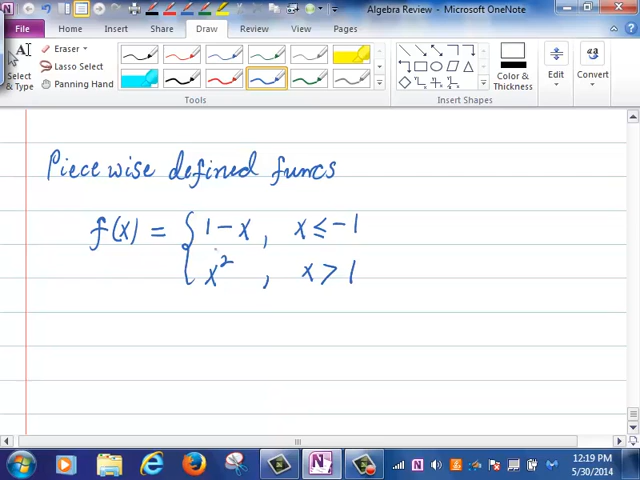 Algebra Review - Microsoft OneNote
File Home Insert Share Draw Review View Pages
Select & Type
Eraser
Lasso Select
Panning Hand
Tools
Insert Shapes
Color & Thickness
Edit
Convert
Piecewise defined funcs
f(x) = { 1 - x , x ≤ -1
x² , x > 1
12:19 PM
5/30/2014